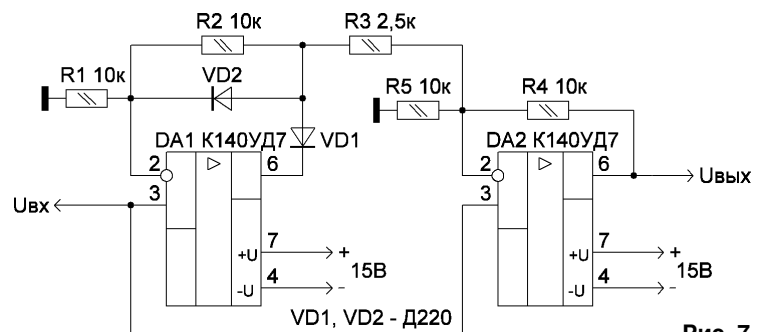 R2 10к
R3 2,5к
R1 10к
VD2
R5 10к
R4 10к
DA1 К140УД7
VD1
DA2 К140УД7
2
6
2
6
Uвых
3
3
Uвх
7
+
7
+
+U
15В
+U
15В
4
–
4
–
-U
-U
VD1, VD2 - Д220
Рис. 7